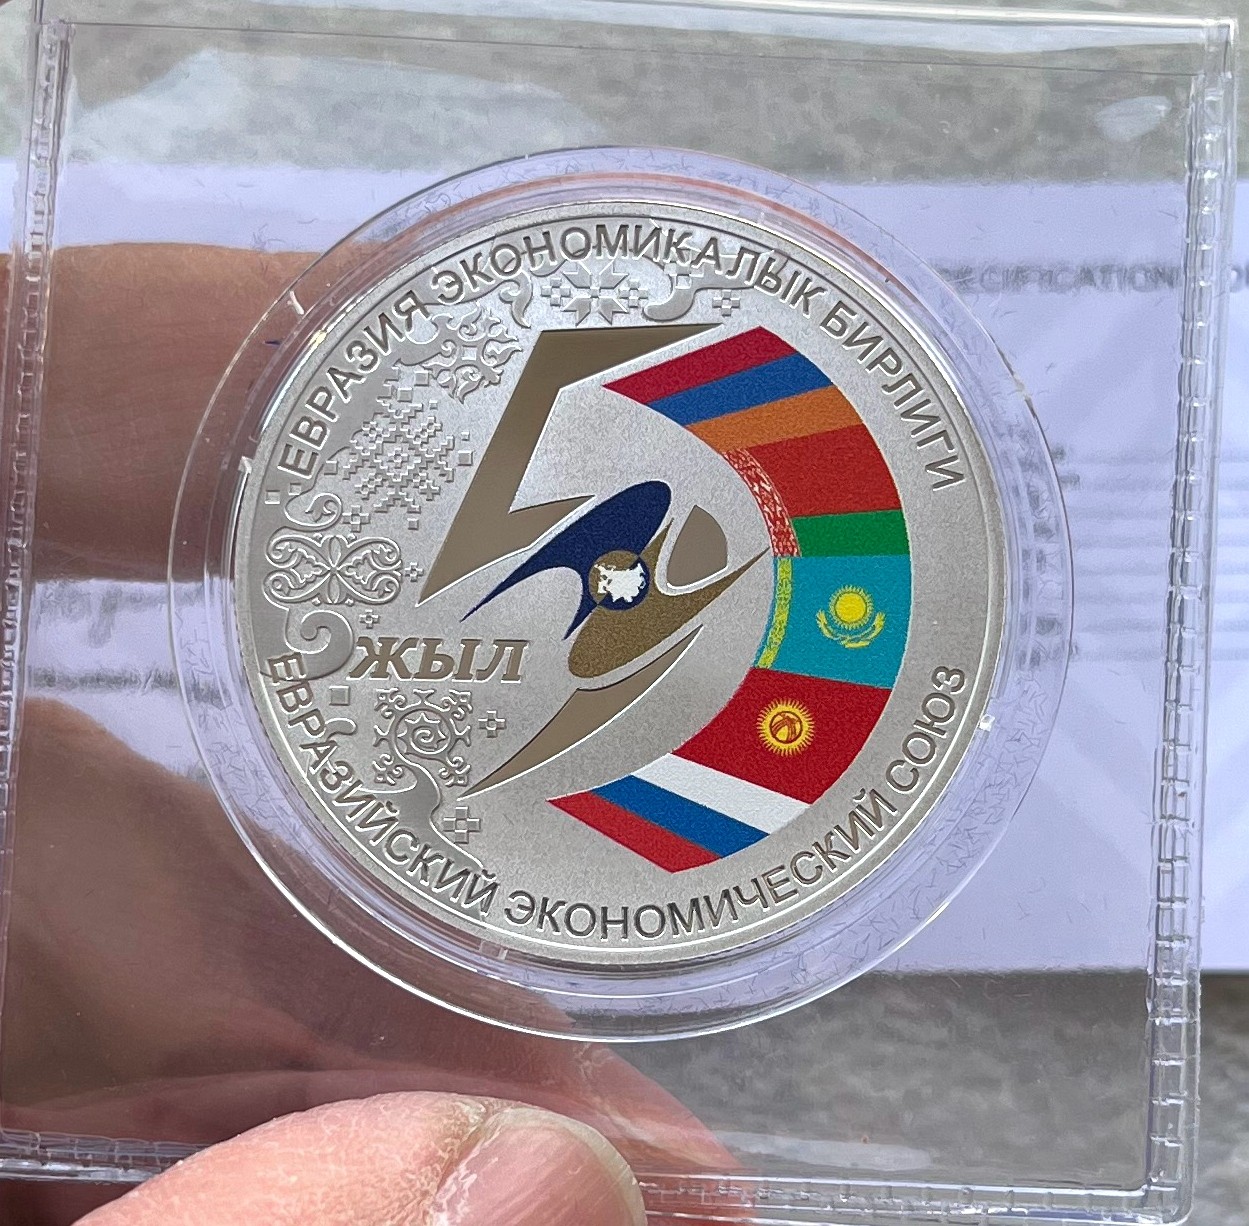 ЕВРАЗИЯ ЭКОНОМИКАЛЫК БИРЛИГИ
5
ЖЫЛ
ЕВРАЗИЙСКИЙ ЭКОНОМИЧЕСКИЙ СОЮЗ